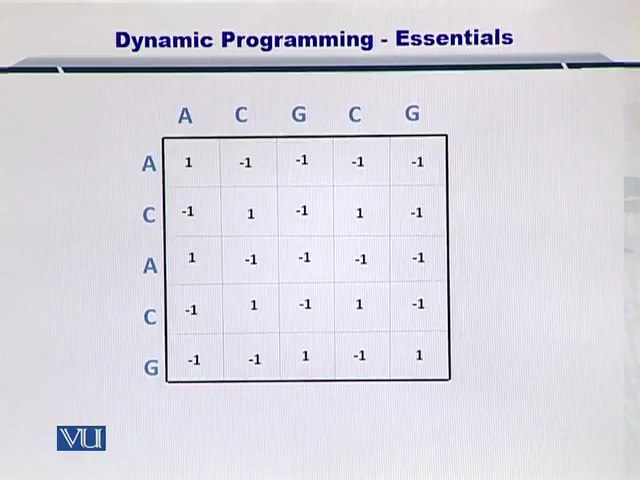 Dynamic Programming - Essentials
A C G C G
A 1 -1 -1 -1 -1
C -1 1 -1 1 -1
A 1 -1 -1 -1 -1
C -1 1 -1 1 -1
G -1 -1 1 -1 1
VU